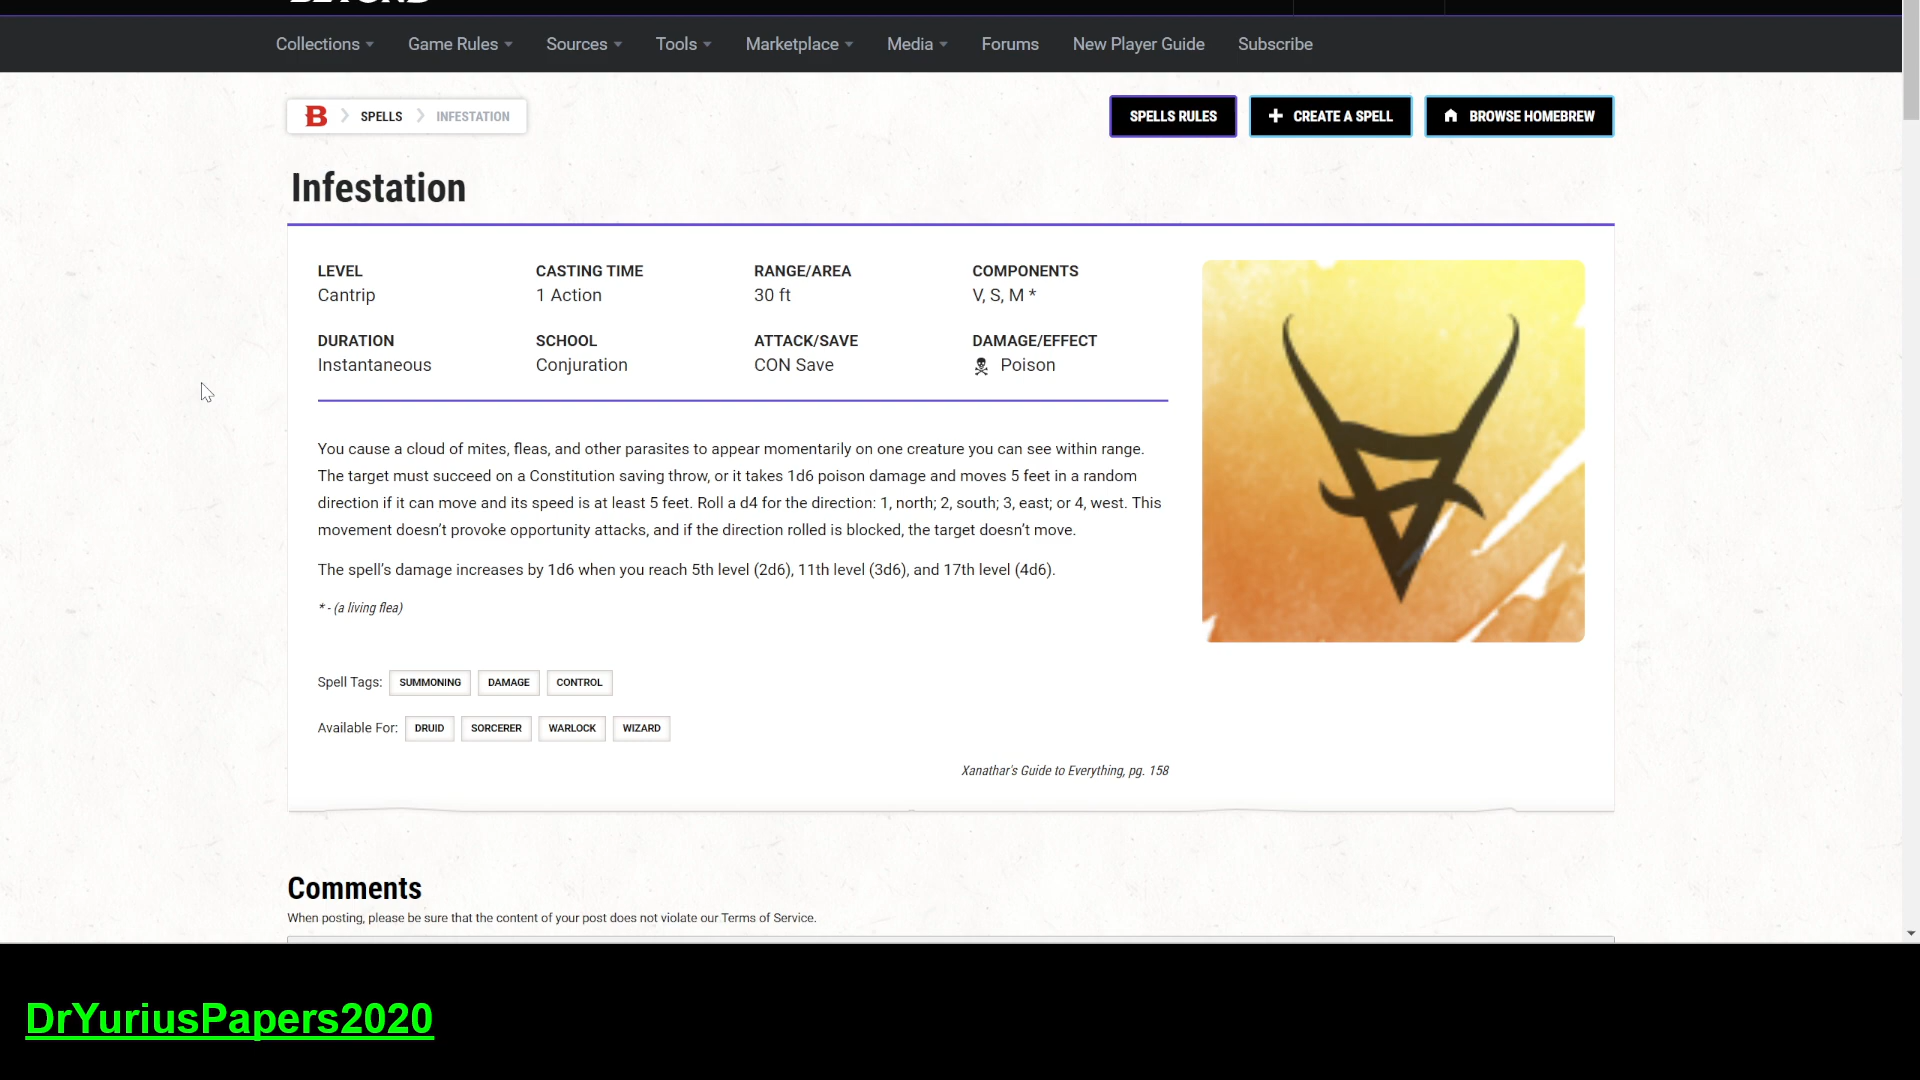 BEYOND
Collections Game Rules Sources Tools Marketplace Media Forums New Player Guide Subscribe
B SPELLS INFESTATION
SPELLS RULES CREATE A SPELL BROWSE HOMEBREW
Infestation
LEVEL CASTING TIME RANGE/AREA COMPONENTS
Cantrip 1 Action 30 ft V, S, M *
DURATION SCHOOL ATTACK/SAVE DAMAGE/EFFECT
Instantaneous Conjuration CON Save Poison
You cause a cloud of mites, fleas, and other parasites to appear momentarily on one creature you can see within range.
The target must succeed on a Constitution saving throw, or it takes 1d6 poison damage and moves 5 feet in a random
direction if it can move and its speed is at least 5 feet. Roll a d4 for the direction: 1, north; 2, south; 3, east; or 4, west. This
movement doesn’t provoke opportunity attacks, and if the direction rolled is blocked, the target doesn’t move.
The spell’s damage increases by 1d6 when you reach 5th level (2d6), 11th level (3d6), and 17th level (4d6).
* - (a living flea)
Spell Tags: SUMMONING DAMAGE CONTROL
Available For: DRUID SORCERER WARLOCK WIZARD
Xanathar's Guide to Everything, pg. 158
Comments
When posting, please be sure that the content of your post does not violate our Terms of Service.
DrYuriusPapers2020